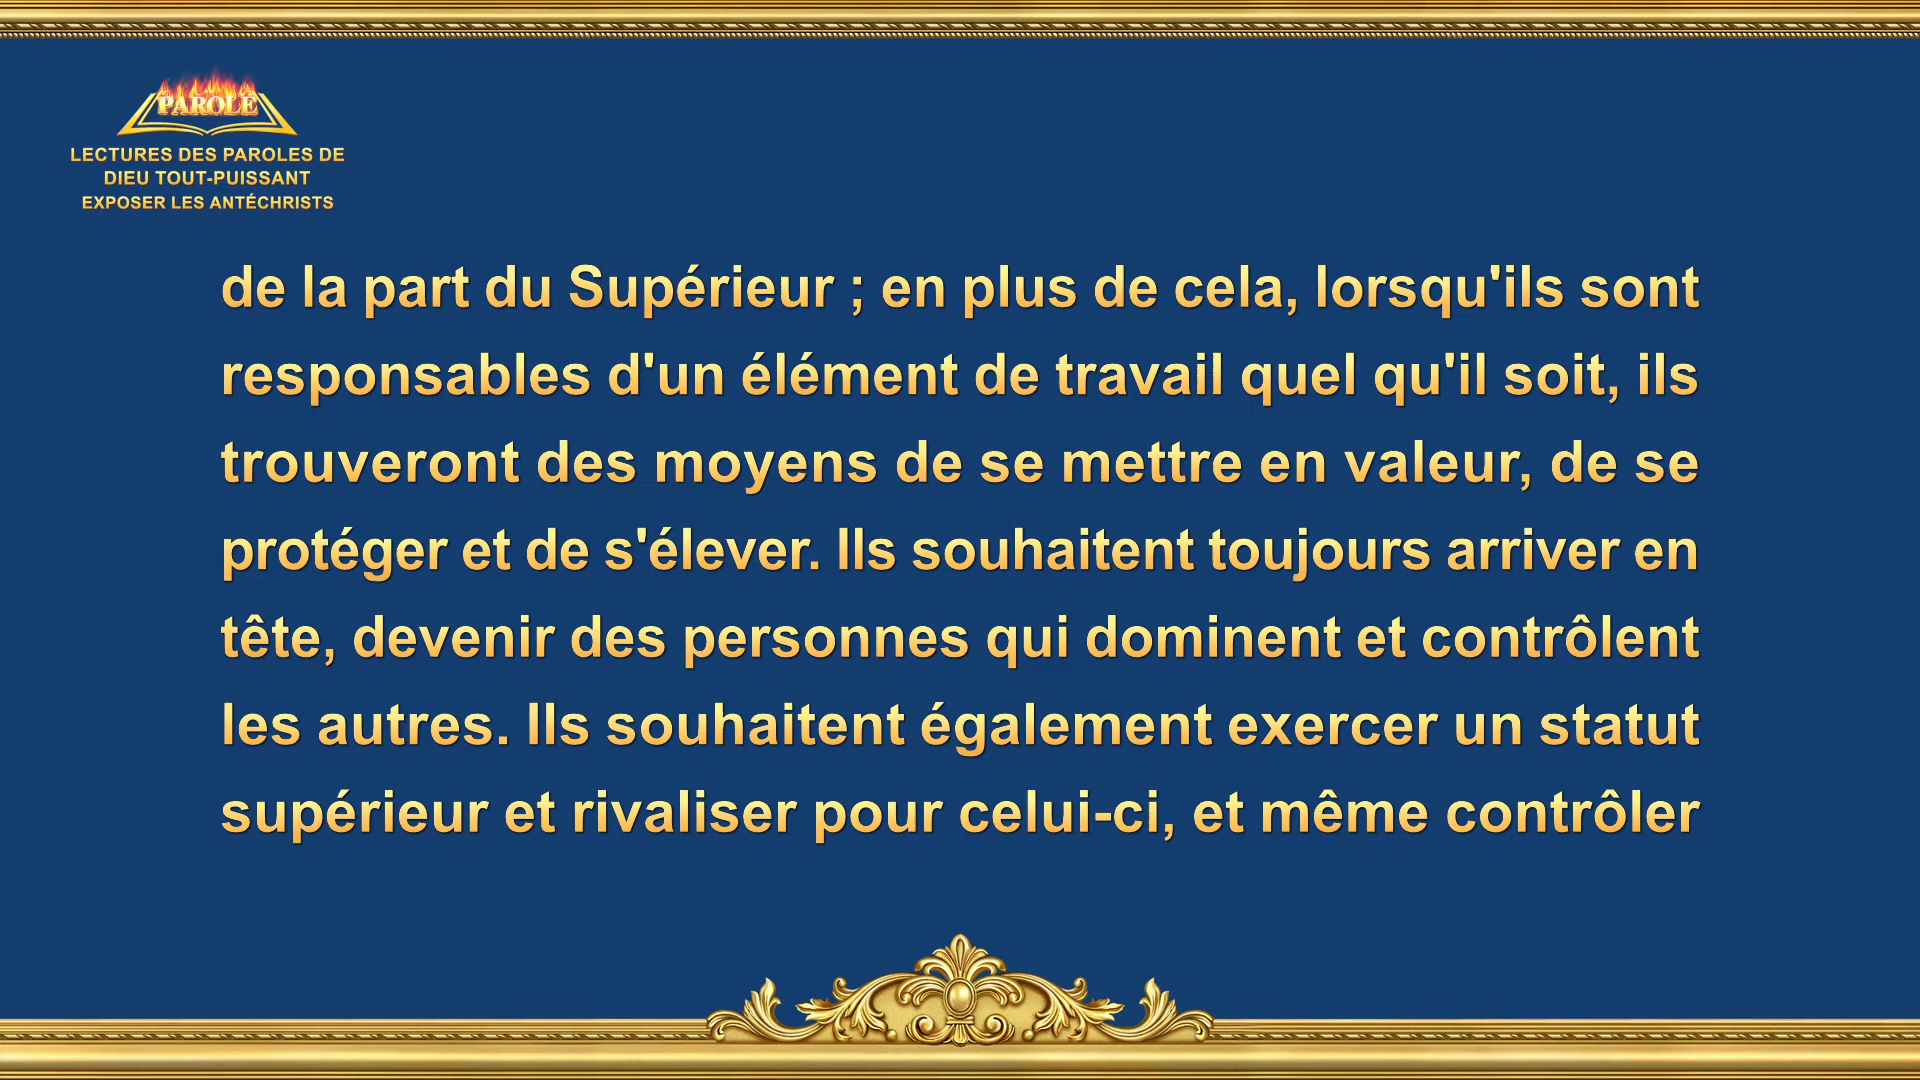 PAROLE
LECTURES DES PAROLES DE
DIEU TOUT-PUISSANT
EXPOSER LES ANTÉCHRISTS
de la part du Supérieur ; en plus de cela, lorsqu'ils sont
responsables d'un élément de travail quel qu'il soit, ils
trouveront des moyens de se mettre en valeur, de se
protéger et de s'élever. Ils souhaitent toujours arriver en
tête, devenir des personnes qui dominent et contrôlent
les autres. Ils souhaitent également exercer un statut
supérieur et rivaliser pour celui-ci, et même contrôler